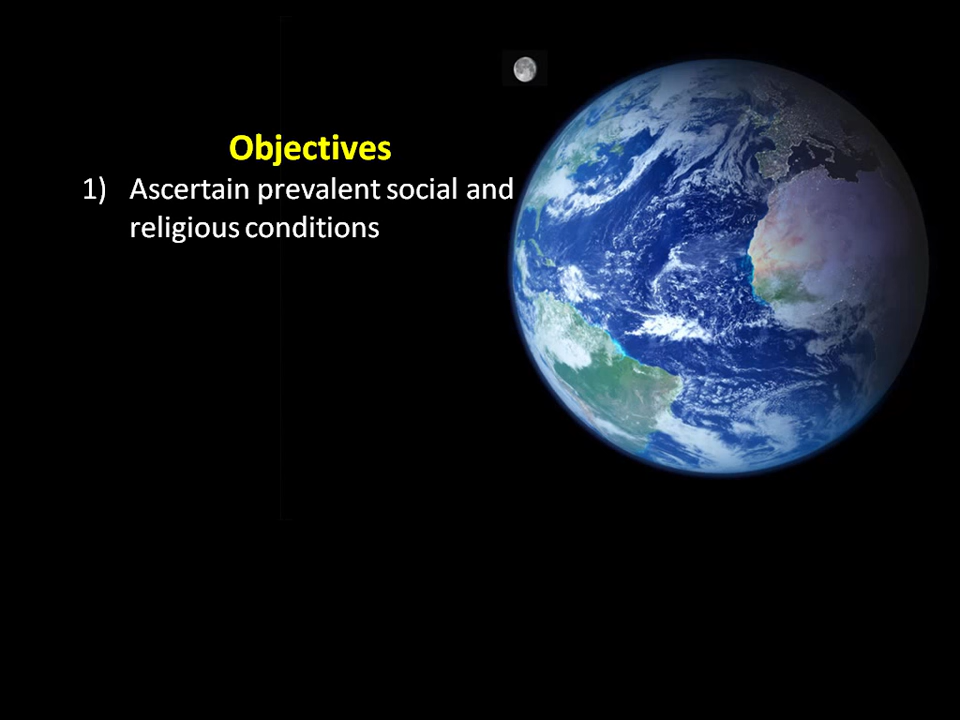 Objectives
1) Ascertain prevalent social and
religious conditions